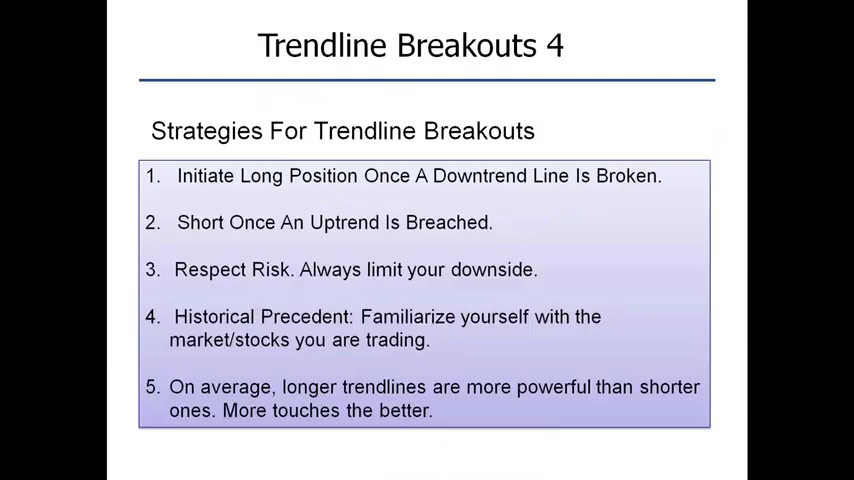 Trendline Breakouts 4
Strategies For Trendline Breakouts
1. Initiate Long Position Once A Downtrend Line Is Broken.
2. Short Once An Uptrend Is Breached.
3. Respect Risk. Always limit your downside.
4. Historical Precedent: Familiarize yourself with the
market/stocks you are trading.
5. On average, longer trendlines are more powerful than shorter
ones. More touches the better.